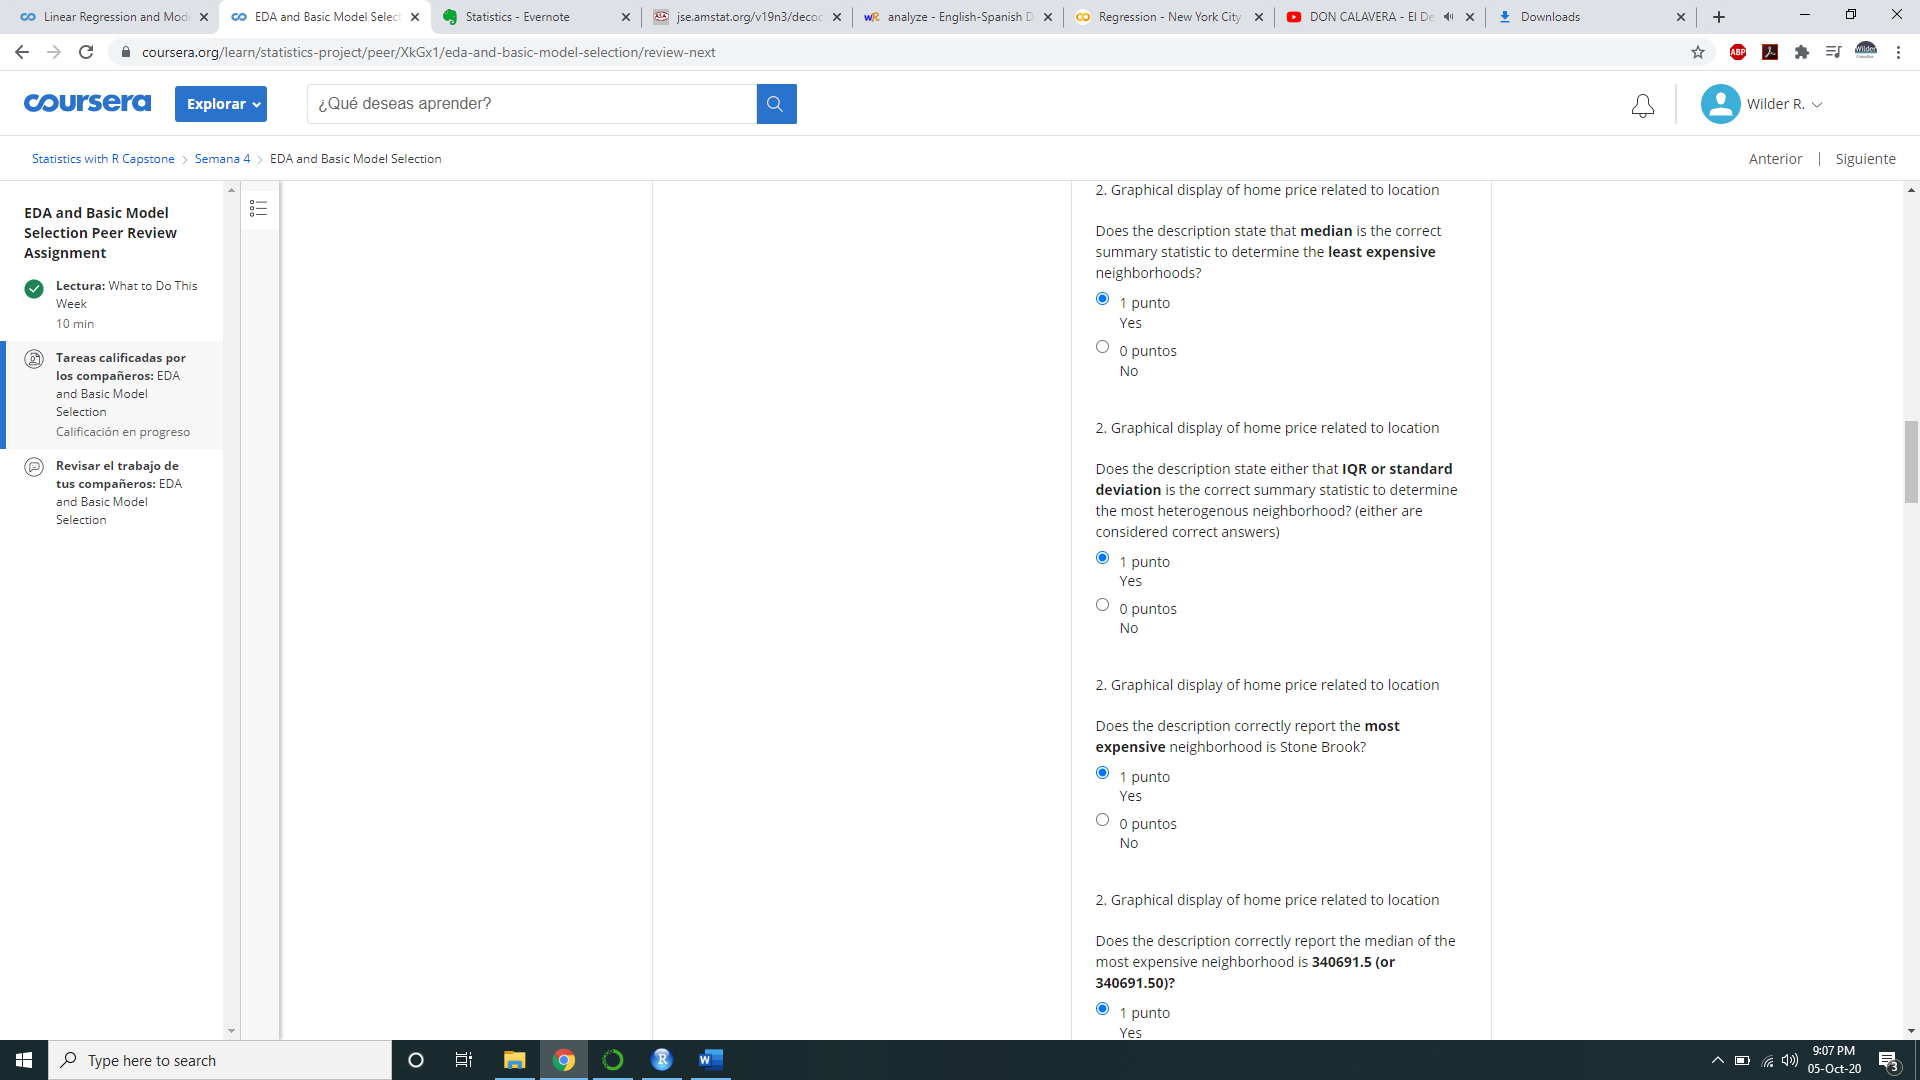 Linear Regression and Mod
EDA and Basic Model Select
Statistics - Evernote
jse.amstat.org/v19n3/decoc
analyze - English-Spanish D
Regression - New York City
DON CALAVERA - El De
Downloads
coursera.org/learn/statistics-project/peer/XkGx1/eda-and-basic-model-selection/review-next
coursera
Explorar
¿Qué deseas aprender?
Wilder R.
Statistics with R Capstone
Semana 4
EDA and Basic Model Selection
Anterior
Siguiente
EDA and Basic Model
Selection Peer Review
Assignment
Lectura: What to Do This
Week
10 min
Tareas calificadas por
los compañeros: EDA
and Basic Model
Selection
Calificación en progreso
Revisar el trabajo de
tus compañeros: EDA
and Basic Model
Selection
2. Graphical display of home price related to location
Does the description state that median is the correct
summary statistic to determine the least expensive
neighborhoods?
1 punto
Yes
0 puntos
No
2. Graphical display of home price related to location
Does the description state either that IQR or standard
deviation is the correct summary statistic to determine
the most heterogenous neighborhood? (either are
considered correct answers)
1 punto
Yes
0 puntos
No
2. Graphical display of home price related to location
Does the description correctly report the most
expensive neighborhood is Stone Brook?
1 punto
Yes
0 puntos
No
2. Graphical display of home price related to location
Does the description correctly report the median of the
most expensive neighborhood is 340691.5 (or
340691.50)?
1 punto
Yes
Type here to search
9:07 PM
05-Oct-20
3